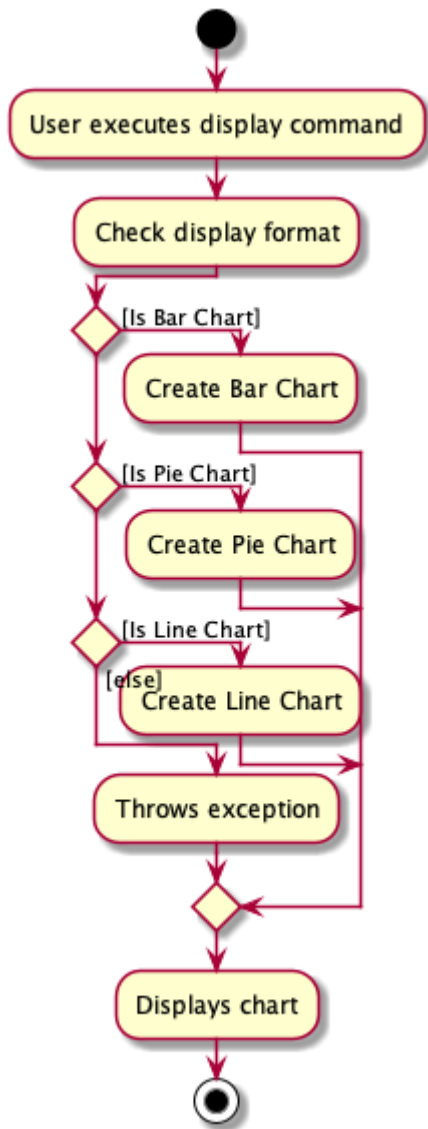 User executes display command
Check display format
[Is Bar Chart]
Create Bar Chart
[Is Pie Chart]
Create Pie Chart
[Is Line Chart]
[else]
Create Line Chart
Throws exception
Displays chart